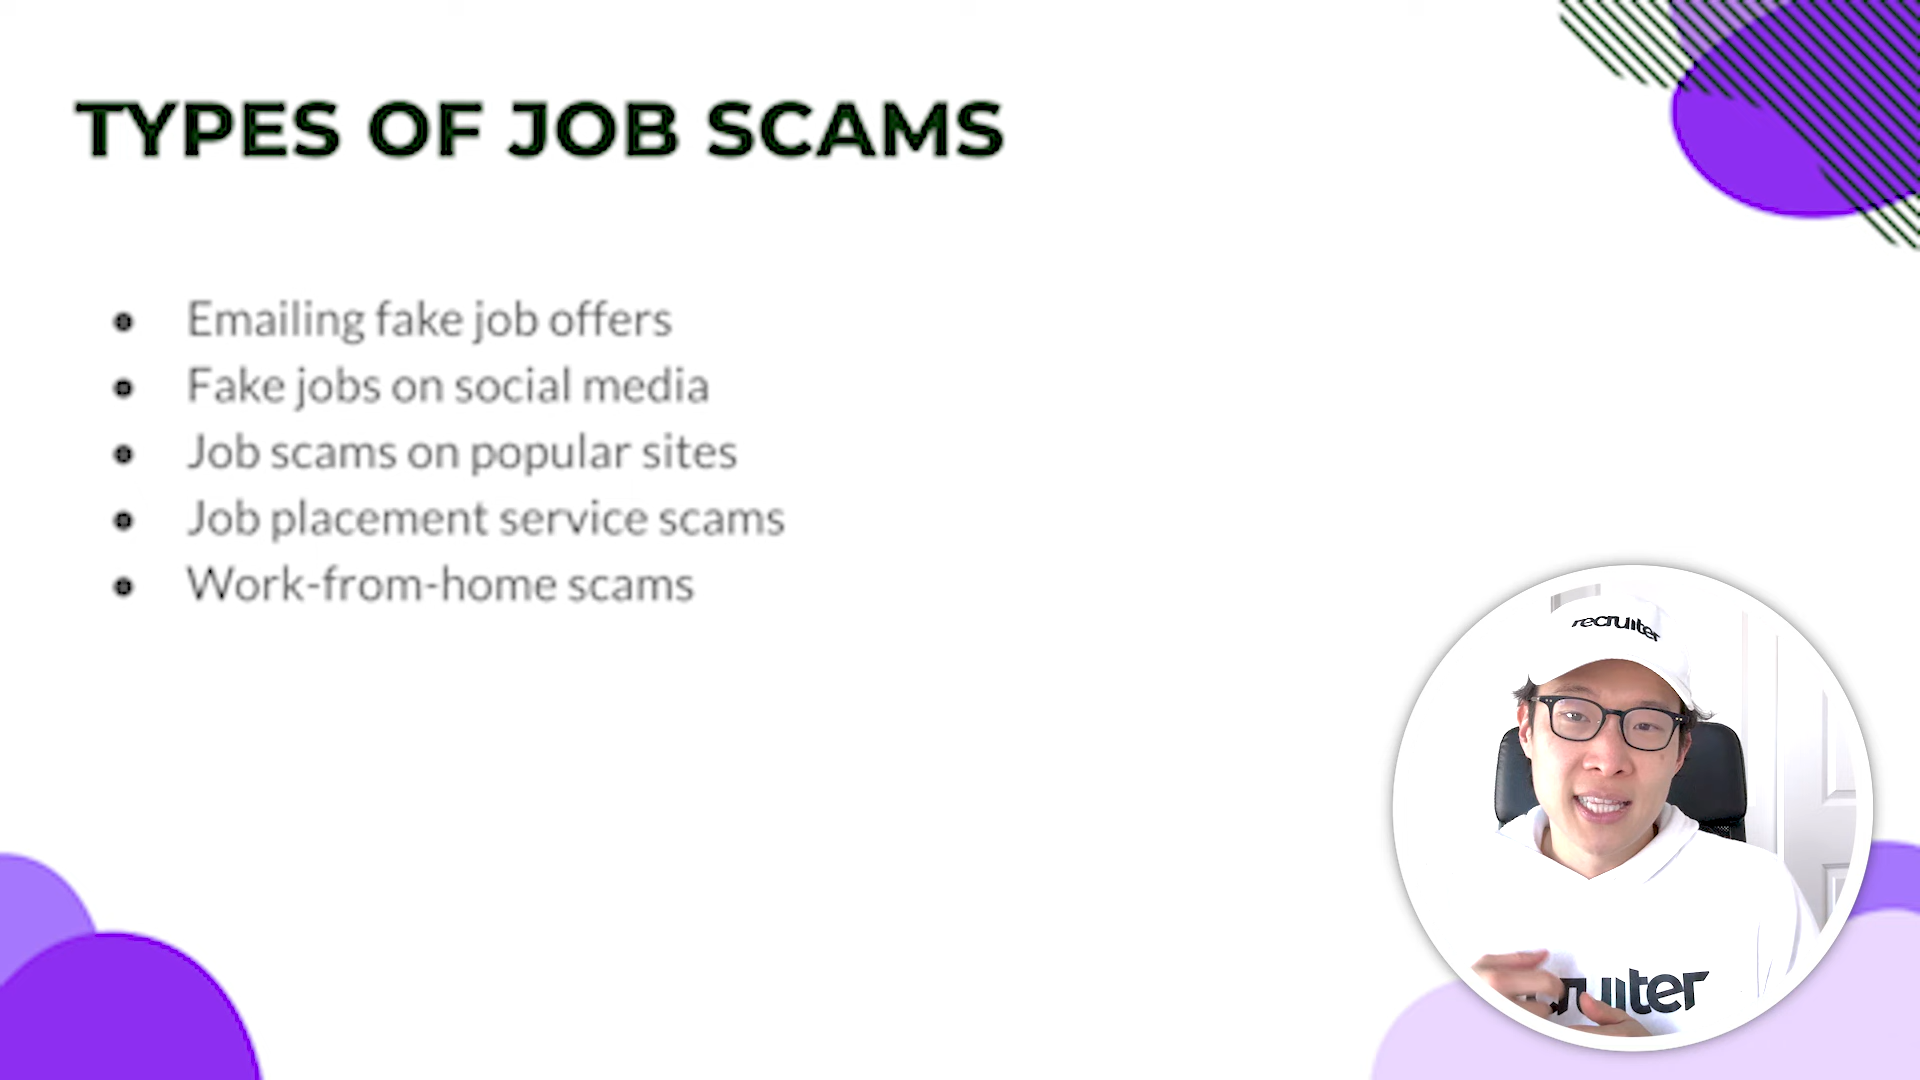 TYPES OF JOB SCAMS
• Emailing fake job offers
• Fake jobs on social media
• Job scams on popular sites
• Job placement service scams
• Work-from-home scams
recruiter